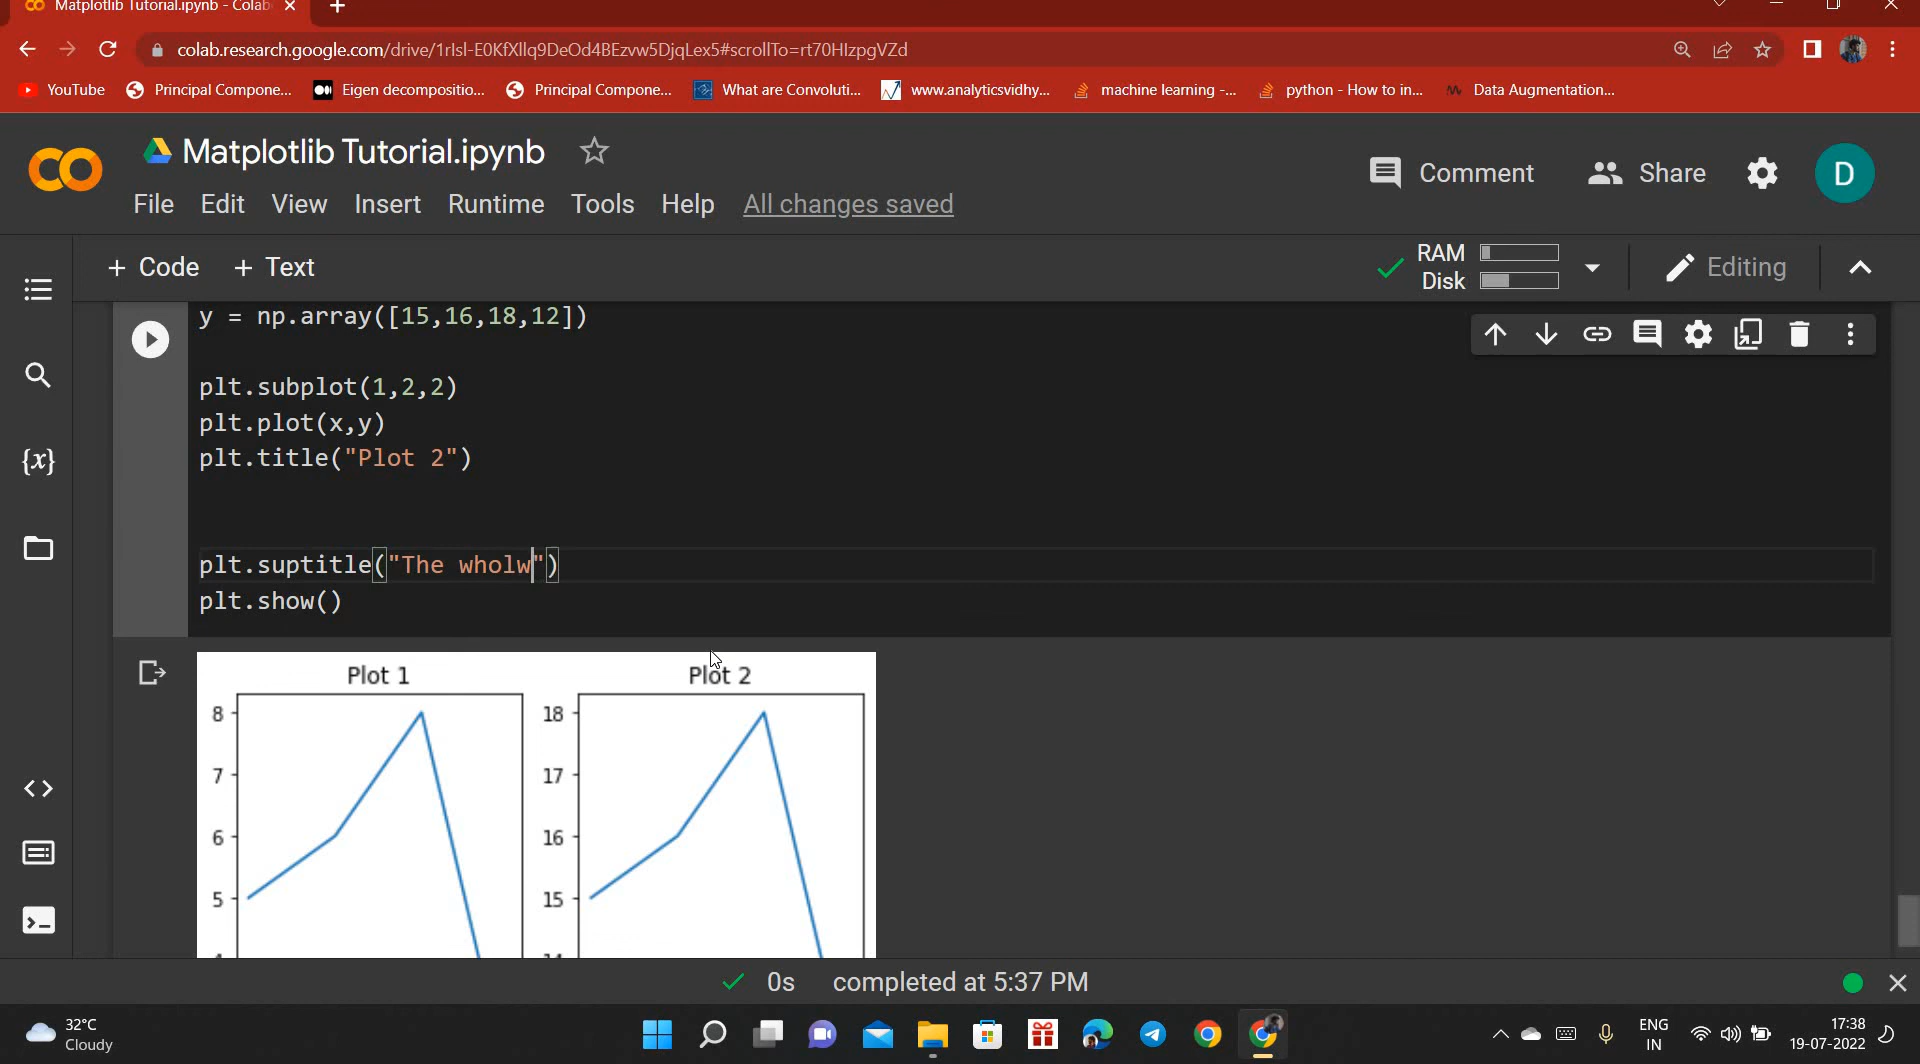 Matplotlib Tutorial.ipynb - Colab
colab.research.google.com/drive/1rIsl-E0KfXllq9DeOd4BEzvw5DjqLex5#scrollTo=rt70HIzpgVZd
YouTube Principal Compone... Eigen decompositio... Principal Compone... What are Convoluti... www.analyticsvidhy... machine learning -... python - How to in... Data Augmentation...
Matplotlib Tutorial.ipynb
Comment Share D
File Edit View Insert Runtime Tools Help All changes saved
+ Code + Text
RAM
Disk
Editing
y = np.array([15,16,18,12])
plt.subplot(1,2,2)
plt.plot(x,y)
plt.title("Plot 2")
plt.suptitle("The wholw")
plt.show()
{x}
Plot 1 Plot 2
8 18
7 17
6 16
5 15
0s completed at 5:37 PM
32°C
Cloudy
ENG
IN
17:38
19-07-2022